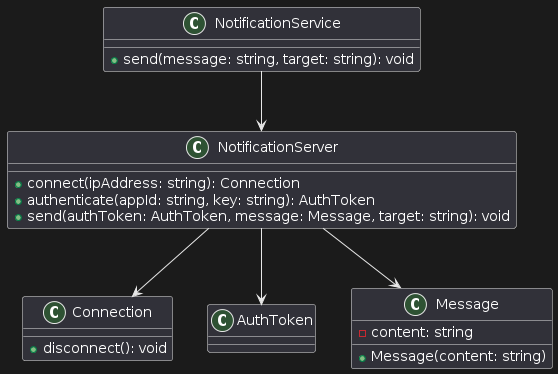 C NotificationService
send(message: string, target: string): void
C NotificationServer
connect(ipAddress: string): Connection
authenticate(appId: string, key: string): AuthToken
send(authToken: AuthToken, message: Message, target: string): void
C Connection
disconnect(): void
C AuthToken
C Message
content: string
Message(content: string)